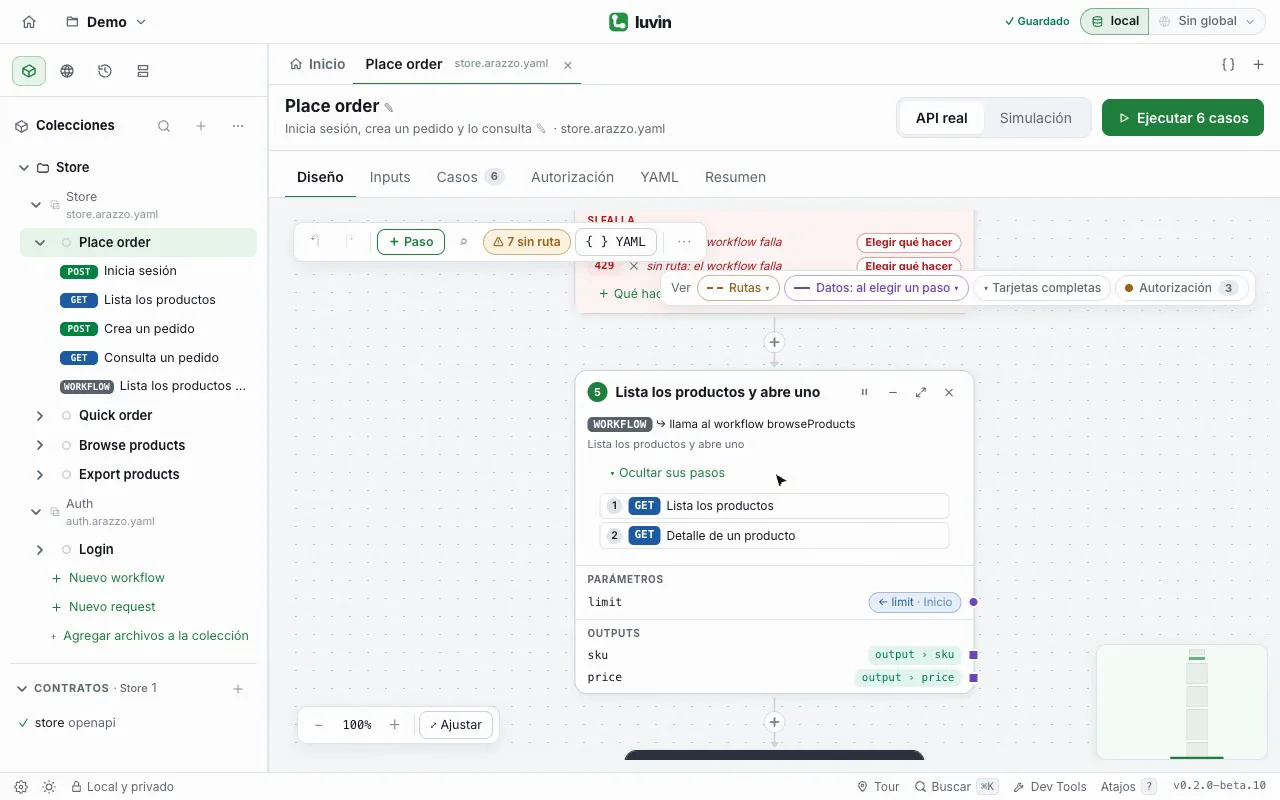 Demo
luvin
Guardado
local
Sin global
Inicio
Place order
store.arazzo.yaml
Place order
Inicia sesión, crea un pedido y lo consulta · store.arazzo.yaml
API real
Simulación
Ejecutar 6 casos
Diseño
Inputs
Casos 6
Autorización
YAML
Resumen
Colecciones
Store
Store
store.arazzo.yaml
Place order
POST Inicia sesión
GET Lista los productos
POST Crea un pedido
GET Consulta un pedido
WORKFLOW Lista los productos ...
Quick order
Browse products
Export products
Auth
auth.arazzo.yaml
Login
+ Nuevo workflow
+ Nuevo request
+ Agregar archivos a la colección
CONTRATOS · Store 1
store openapi
SI FALLA
+ Paso
7 sin ruta
{ } YAML
workflow falla
Elegir qué hacer
429 × sin ruta: el workflow falla
Elegir qué hacer
+ Qué hac
Ver
Rutas
Datos: al elegir un paso
Tarjetas completas
Autorización 3
5 Lista los productos y abre uno
WORKFLOW ↪ llama al workflow browseProducts
Lista los productos y abre uno
Ocultar sus pasos
1 GET Lista los productos
2 GET Detalle de un producto
PARÁMETROS
limit
← limit · Inicio
OUTPUTS
sku
output › sku
price
output › price
− 100% +
Ajustar
Local y privado
Tour
Buscar ⌘K
Dev Tools
Atajos ?
v0.2.0-beta.10